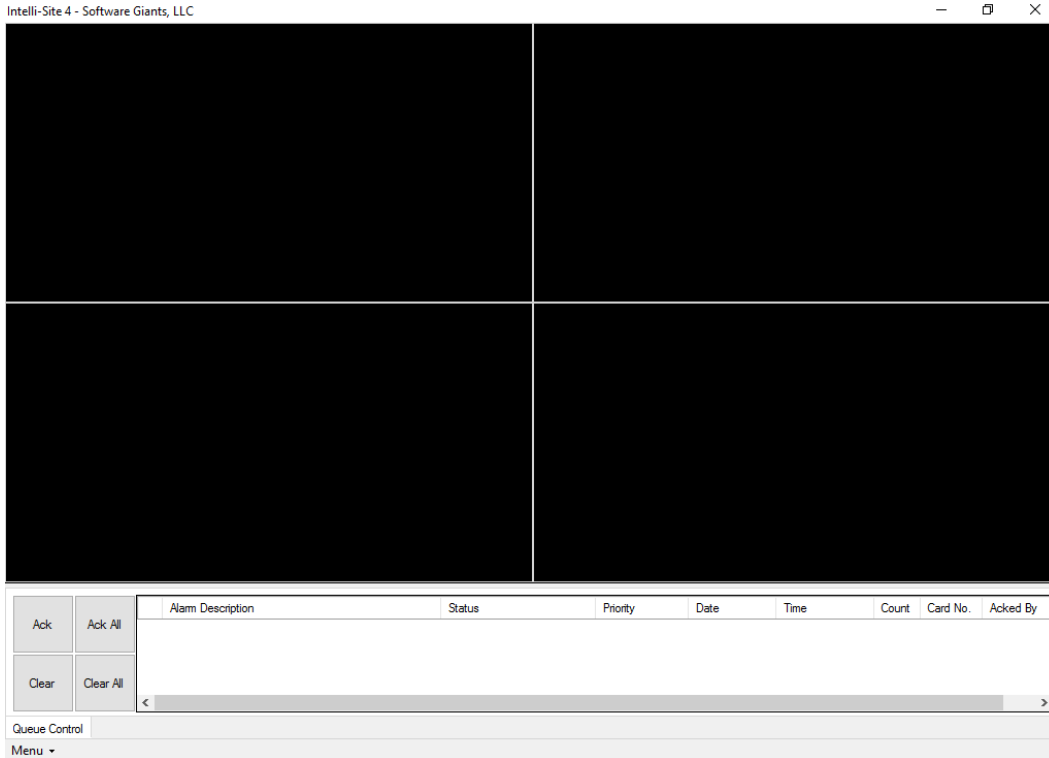 Intelli-Site 4 - Software Giants, LLC
Alarm Description Status Priority Date Time Count Card No. Acked By
Ack Ack All
Clear Clear All
Queue Control
Menu